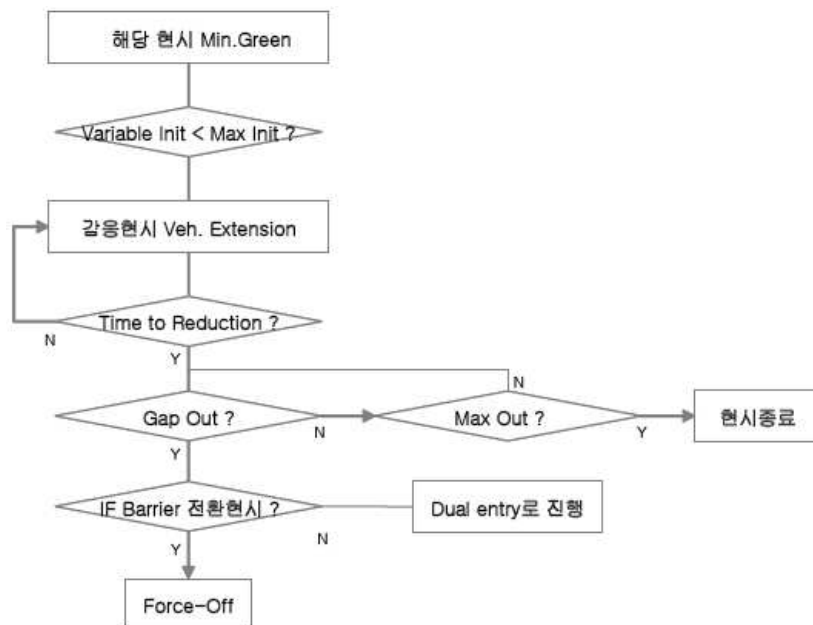 해당 현시 Min.Green
Variable Init < Max Init ?
감응현시 Veh. Extension
Time to Reduction ?
N
Y
N
Gap Out ?
Max Out ?
현시종료
N
Y
Y
IF Barrier 전환현시 ?
Dual entry로 진행
N
Y
Force-Off